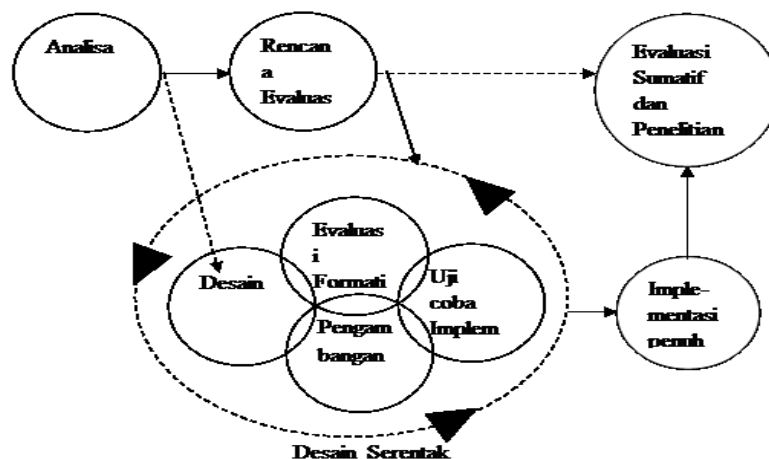 Analisa
Rencan
a
Evaluas
Evaluasi
Sumatif
dan
Penelitian
Desain
Evaluas
i
Formati
Uji
coba
Implem
Pengam
bangan
Imple-
mentasi
penuh
Desain Serentak